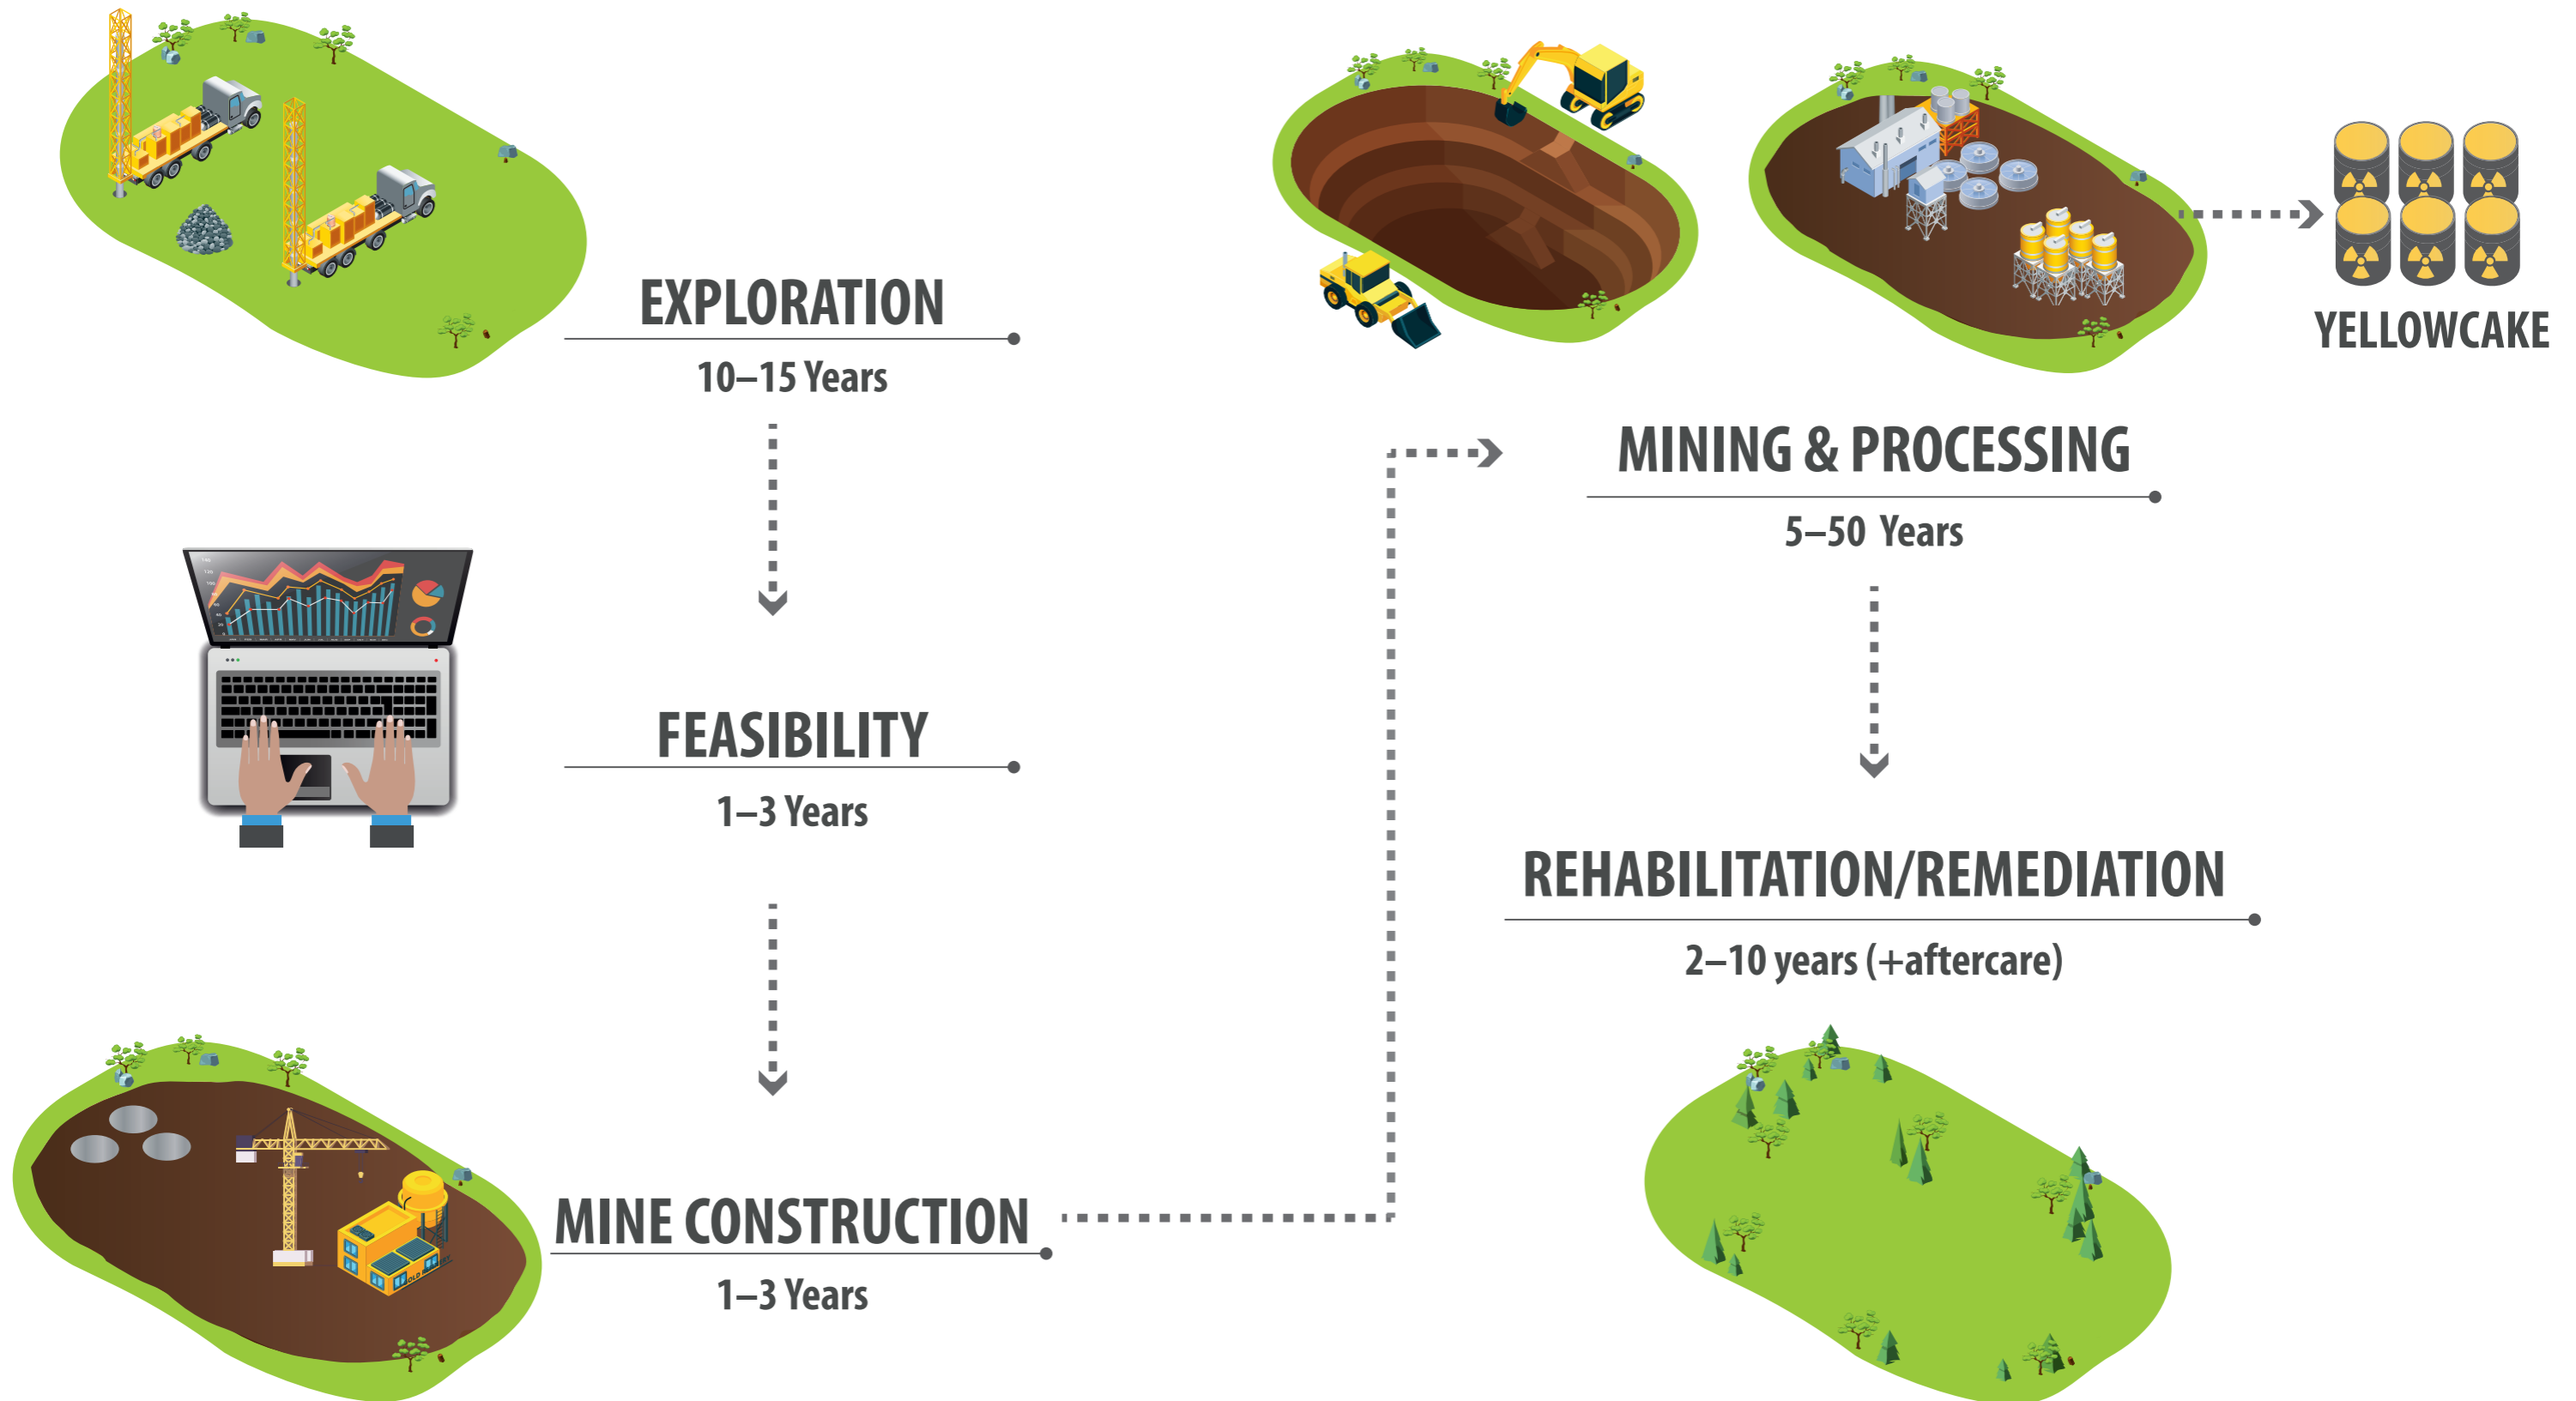 EXPLORATION
10–15 Years
FEASIBILITY
1–3 Years
MINE CONSTRUCTION
1–3 Years
MINING & PROCESSING
5–50 Years
YELLOWCAKE
REHABILITATION/REMEDIATION
2–10 years (+aftercare)